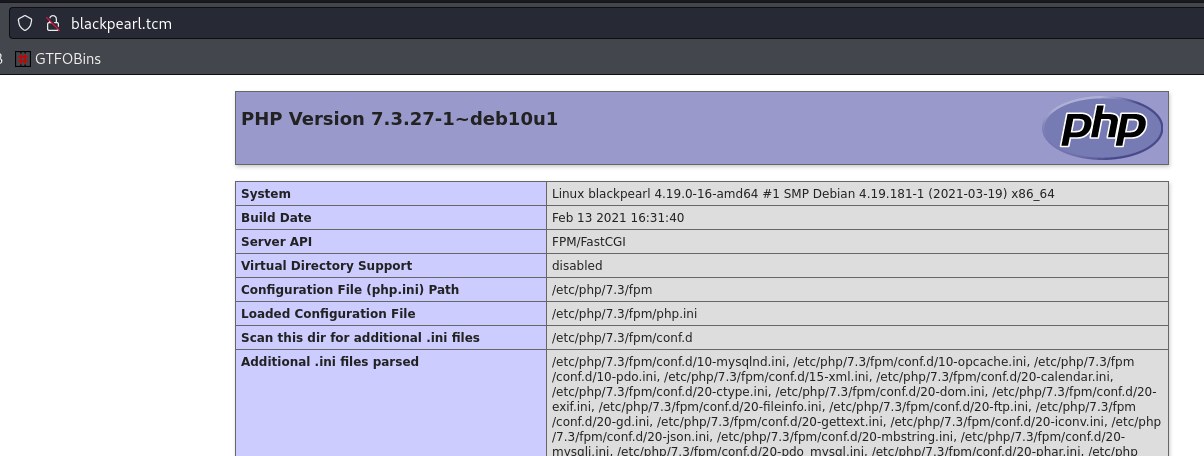 blackpearl.tcm
GTFOBins
PHP Version 7.3.27-1~deb10u1
php
System Linux blackpearl 4.19.0-16-amd64 #1 SMP Debian 4.19.181-1 (2021-03-19) x86_64
Build Date Feb 13 2021 16:31:40
Server API FPM/FastCGI
Virtual Directory Support disabled
Configuration File (php.ini) Path /etc/php/7.3/fpm
Loaded Configuration File /etc/php/7.3/fpm/php.ini
Scan this dir for additional .ini files /etc/php/7.3/fpm/conf.d
Additional .ini files parsed /etc/php/7.3/fpm/conf.d/10-mysqlnd.ini, /etc/php/7.3/fpm/conf.d/10-opcache.ini, /etc/php/7.3/fpm
/conf.d/10-pdo.ini, /etc/php/7.3/fpm/conf.d/15-xml.ini, /etc/php/7.3/fpm/conf.d/20-calendar.ini,
/etc/php/7.3/fpm/conf.d/20-ctype.ini, /etc/php/7.3/fpm/conf.d/20-dom.ini, /etc/php/7.3/fpm/conf.d/20-
exif.ini, /etc/php/7.3/fpm/conf.d/20-fileinfo.ini, /etc/php/7.3/fpm/conf.d/20-ftp.ini, /etc/php/7.3/fpm
/conf.d/20-gd.ini, /etc/php/7.3/fpm/conf.d/20-gettext.ini, /etc/php/7.3/fpm/conf.d/20-iconv.ini, /etc/php
/7.3/fpm/conf.d/20-json.ini, /etc/php/7.3/fpm/conf.d/20-mbstring.ini, /etc/php/7.3/fpm/conf.d/20-
mysqli.ini, /etc/php/7.3/fpm/conf.d/20-pdo_mysql.ini, /etc/php/7.3/fpm/conf.d/20-phar.ini, /etc/php